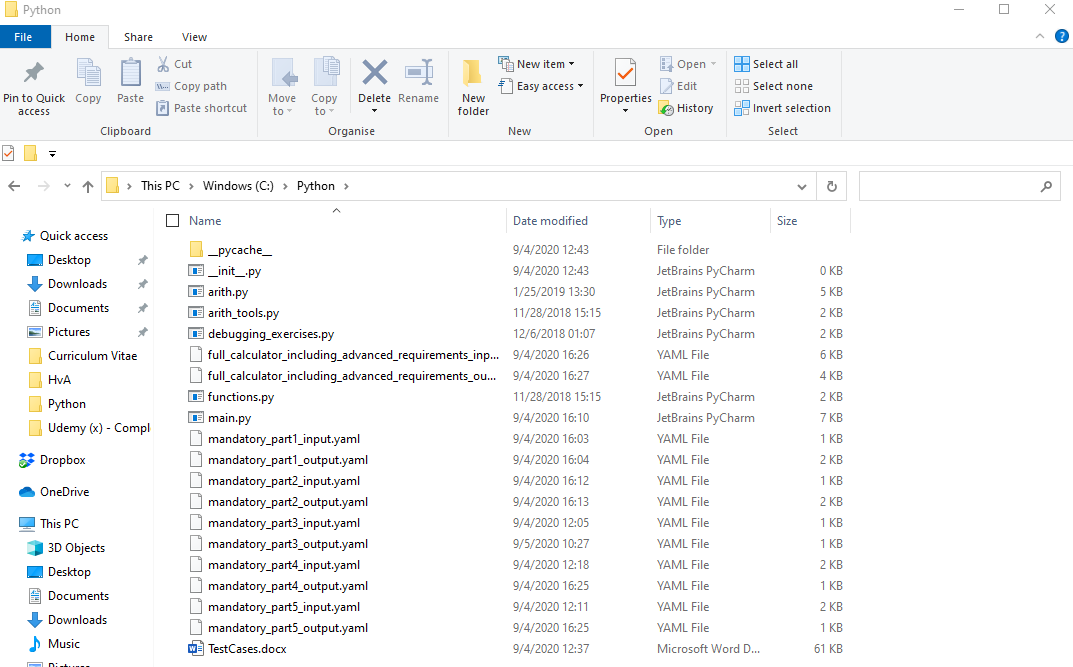 Python
File Home Share View
Pin to Quick access
Copy
Paste
Cut
Copy path
Paste shortcut
Clipboard
Move to
Copy to
Delete
Rename
Organise
New folder
New item
Easy access
New
Properties
Open
Edit
History
Open
Select all
Select none
Invert selection
Select
This PC > Windows (C:) > Python >
Name Date modified Type Size
Quick access
Desktop
Downloads
Documents
Pictures
Curriculum Vitae
HvA
Python
Udemy (x) - Compl
Dropbox
OneDrive
This PC
3D Objects
Desktop
Documents
Downloads
Music
Pictures
__pycache__ 9/4/2020 12:43 File folder
__init__.py 9/4/2020 12:43 JetBrains PyCharm 0 KB
arith.py 1/25/2019 13:30 JetBrains PyCharm 5 KB
arith_tools.py 11/28/2018 15:15 JetBrains PyCharm 2 KB
debugging_exercises.py 12/6/2018 01:07 JetBrains PyCharm 2 KB
full_calculator_including_advanced_requirements_inp... 9/4/2020 16:26 YAML File 6 KB
full_calculator_including_advanced_requirements_ou... 9/4/2020 16:27 YAML File 4 KB
functions.py 11/28/2018 15:15 JetBrains PyCharm 2 KB
main.py 9/4/2020 16:10 JetBrains PyCharm 7 KB
mandatory_part1_input.yaml 9/4/2020 16:03 YAML File 1 KB
mandatory_part1_output.yaml 9/4/2020 16:04 YAML File 2 KB
mandatory_part2_input.yaml 9/4/2020 16:12 YAML File 1 KB
mandatory_part2_output.yaml 9/4/2020 16:13 YAML File 2 KB
mandatory_part3_input.yaml 9/4/2020 12:05 YAML File 1 KB
mandatory_part3_output.yaml 9/5/2020 10:27 YAML File 1 KB
mandatory_part4_input.yaml 9/4/2020 12:18 YAML File 2 KB
mandatory_part4_output.yaml 9/4/2020 16:25 YAML File 1 KB
mandatory_part5_input.yaml 9/4/2020 12:11 YAML File 2 KB
mandatory_part5_output.yaml 9/4/2020 16:25 YAML File 1 KB
TestCases.docx 9/4/2020 12:37 Microsoft Word D... 61 KB